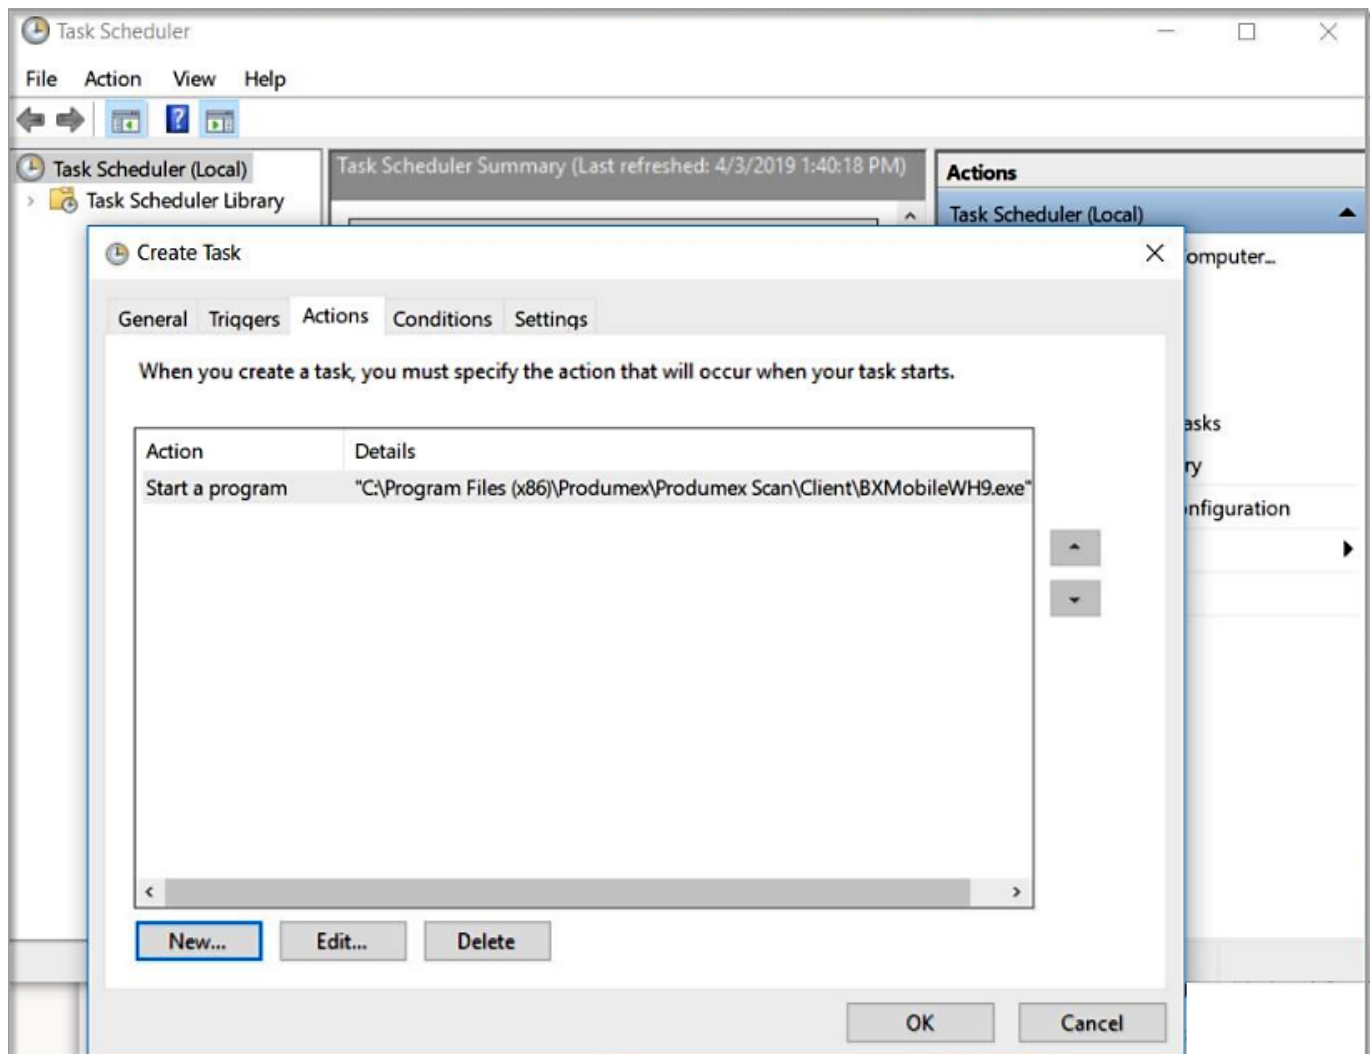 Task Scheduler
File Action View Help
Task Scheduler (Local)
Task Scheduler Library
Task Scheduler Summary (Last refreshed: 4/3/2019 1:40:18 PM)
Actions
Task Scheduler (Local)
omputer...
asks
ry
onfiguration
Create Task
General Triggers Actions Conditions Settings
When you create a task, you must specify the action that will occur when your task starts.
Action Details
Start a program "C:\Program Files (x86)\Produmex\Produmex Scan\Client\BXMobileWH9.exe"
New... Edit... Delete
OK Cancel